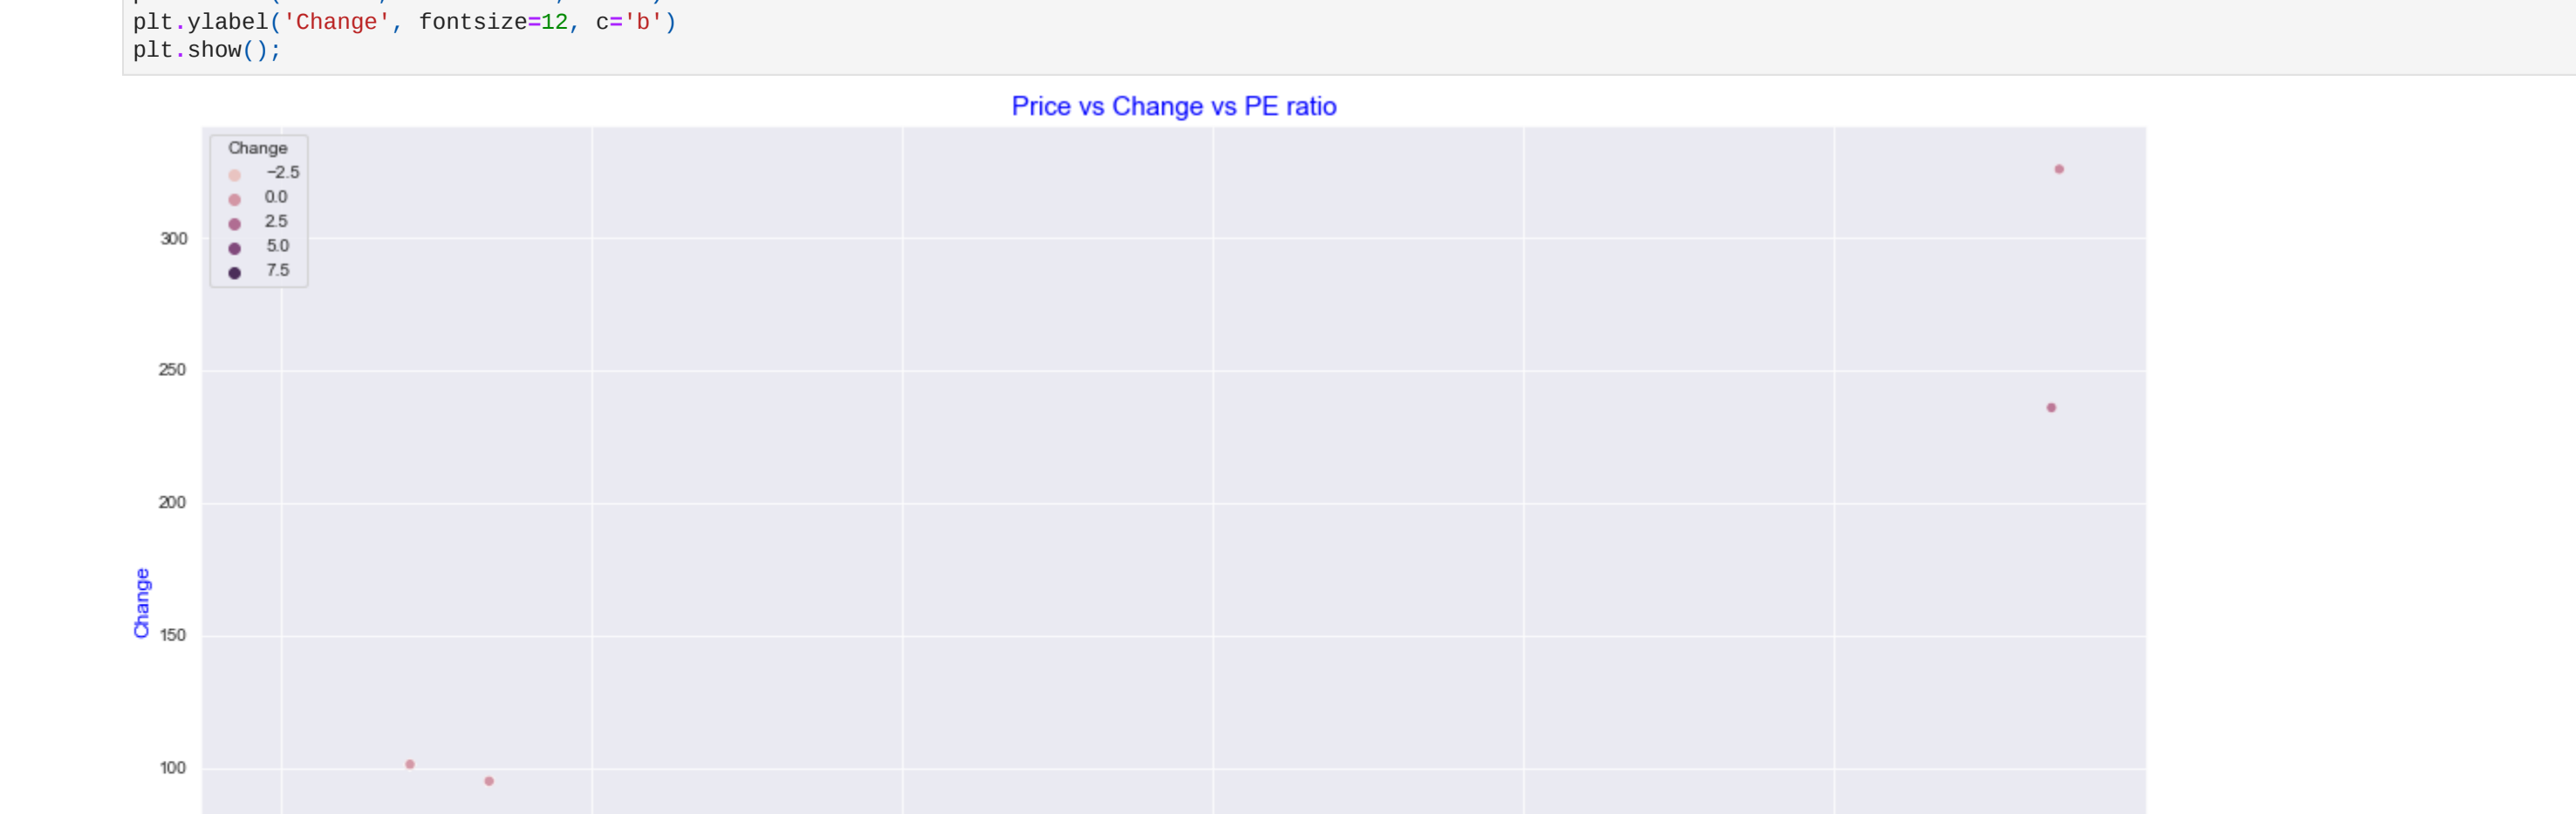 plt.ylabel('Change', fontsize=12, c='b')
plt.show();
Price vs Change vs PE ratio
Change
−2.5
0.0
2.5
5.0
7.5
300
250
200
Change
150
100